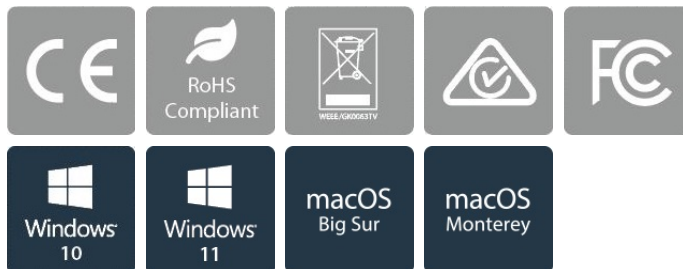 CE
RoHS
Compliant
WEEE/GK0063TV
FC
Windows
10
Windows
11
macOS
Big Sur
macOS
Monterey